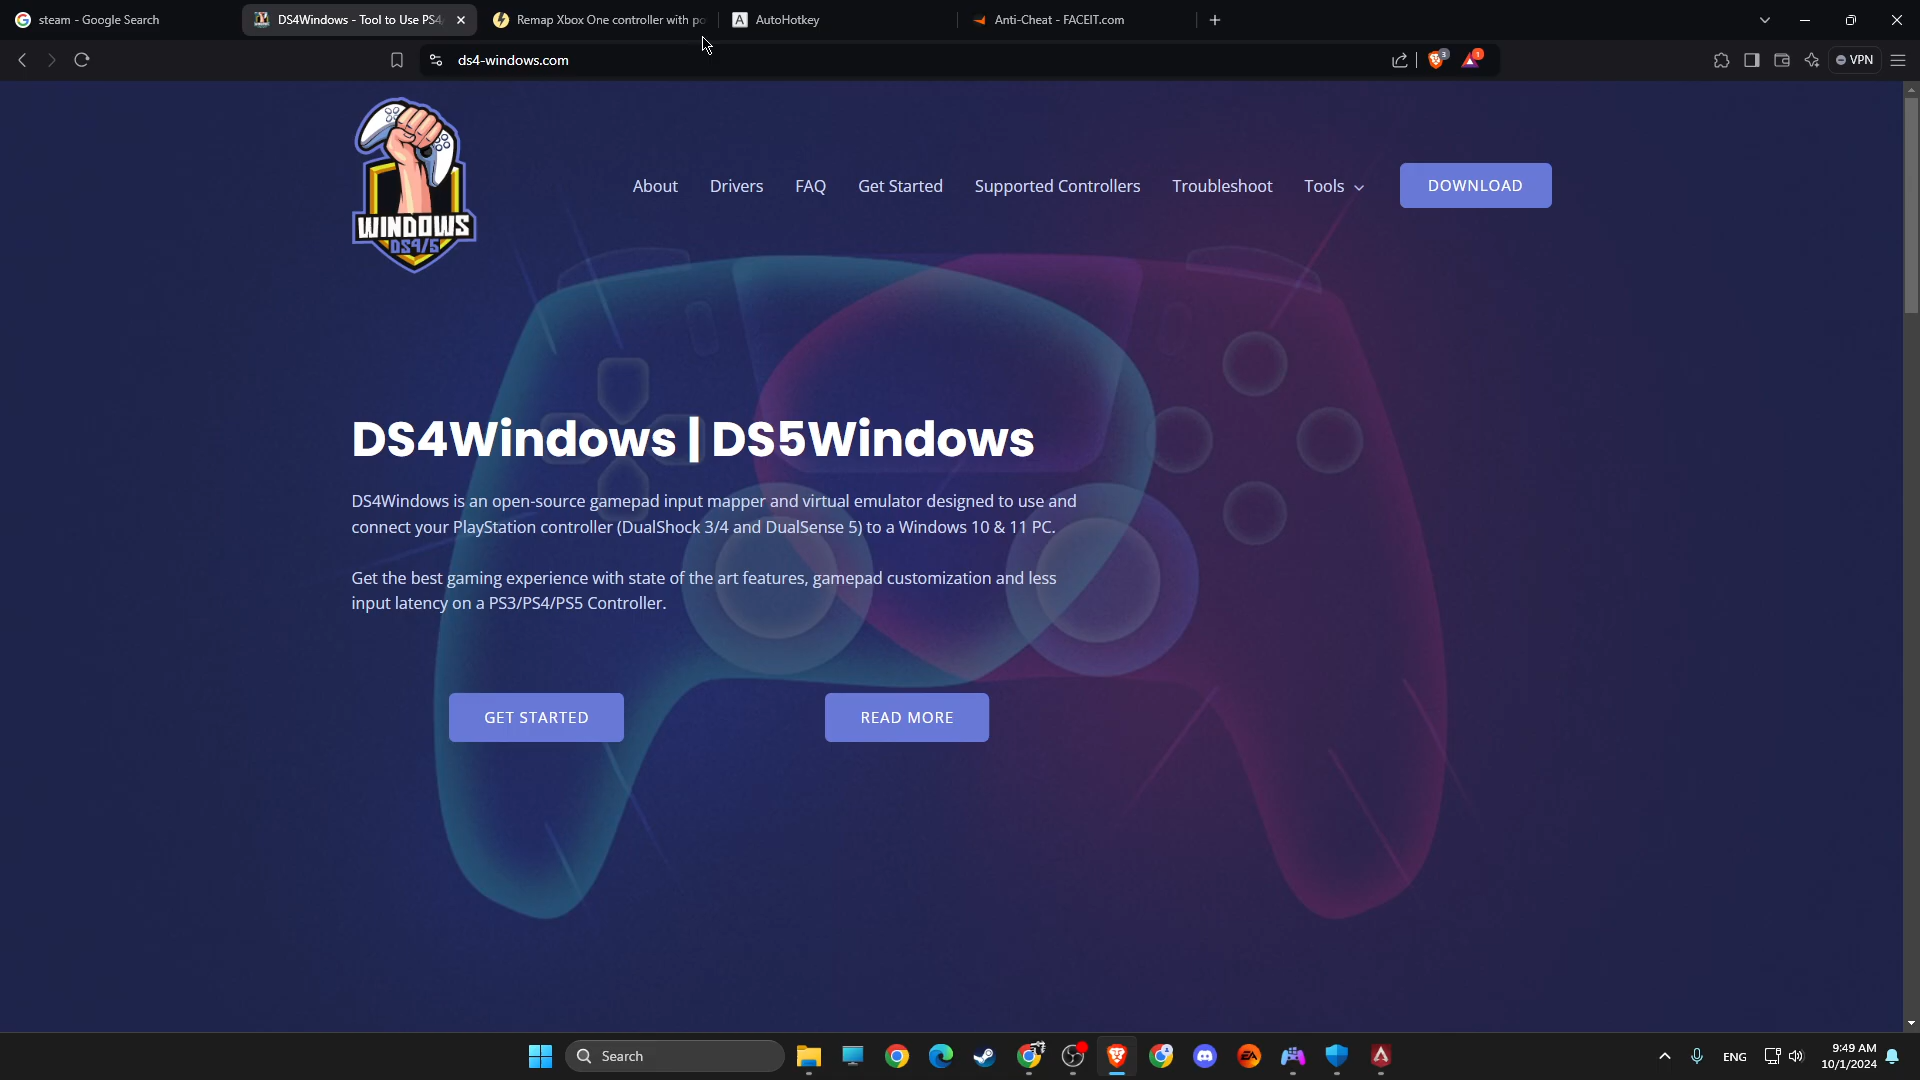 steam - Google Search
DS4Windows - Tool to Use PS4
Remap Xbox One controller with po
AutoHotkey
Anti-Cheat - FACEIT.com
ds4-windows.com
3
1
VPN
WINDOWS
DS4/5
About
Drivers
FAQ
Get Started
Supported Controllers
Troubleshoot
Tools
DOWNLOAD
DS4Windows | DS5Windows
DS4Windows is an open-source gamepad input mapper and virtual emulator designed to use and
connect your PlayStation controller (DualShock 3/4 and DualSense 5) to a Windows 10 & 11 PC.
Get the best gaming experience with state of the art features, gamepad customization and less
input latency on a PS3/PS4/PS5 Controller.
GET STARTED
READ MORE
Search
ENG
9:49 AM
10/1/2024